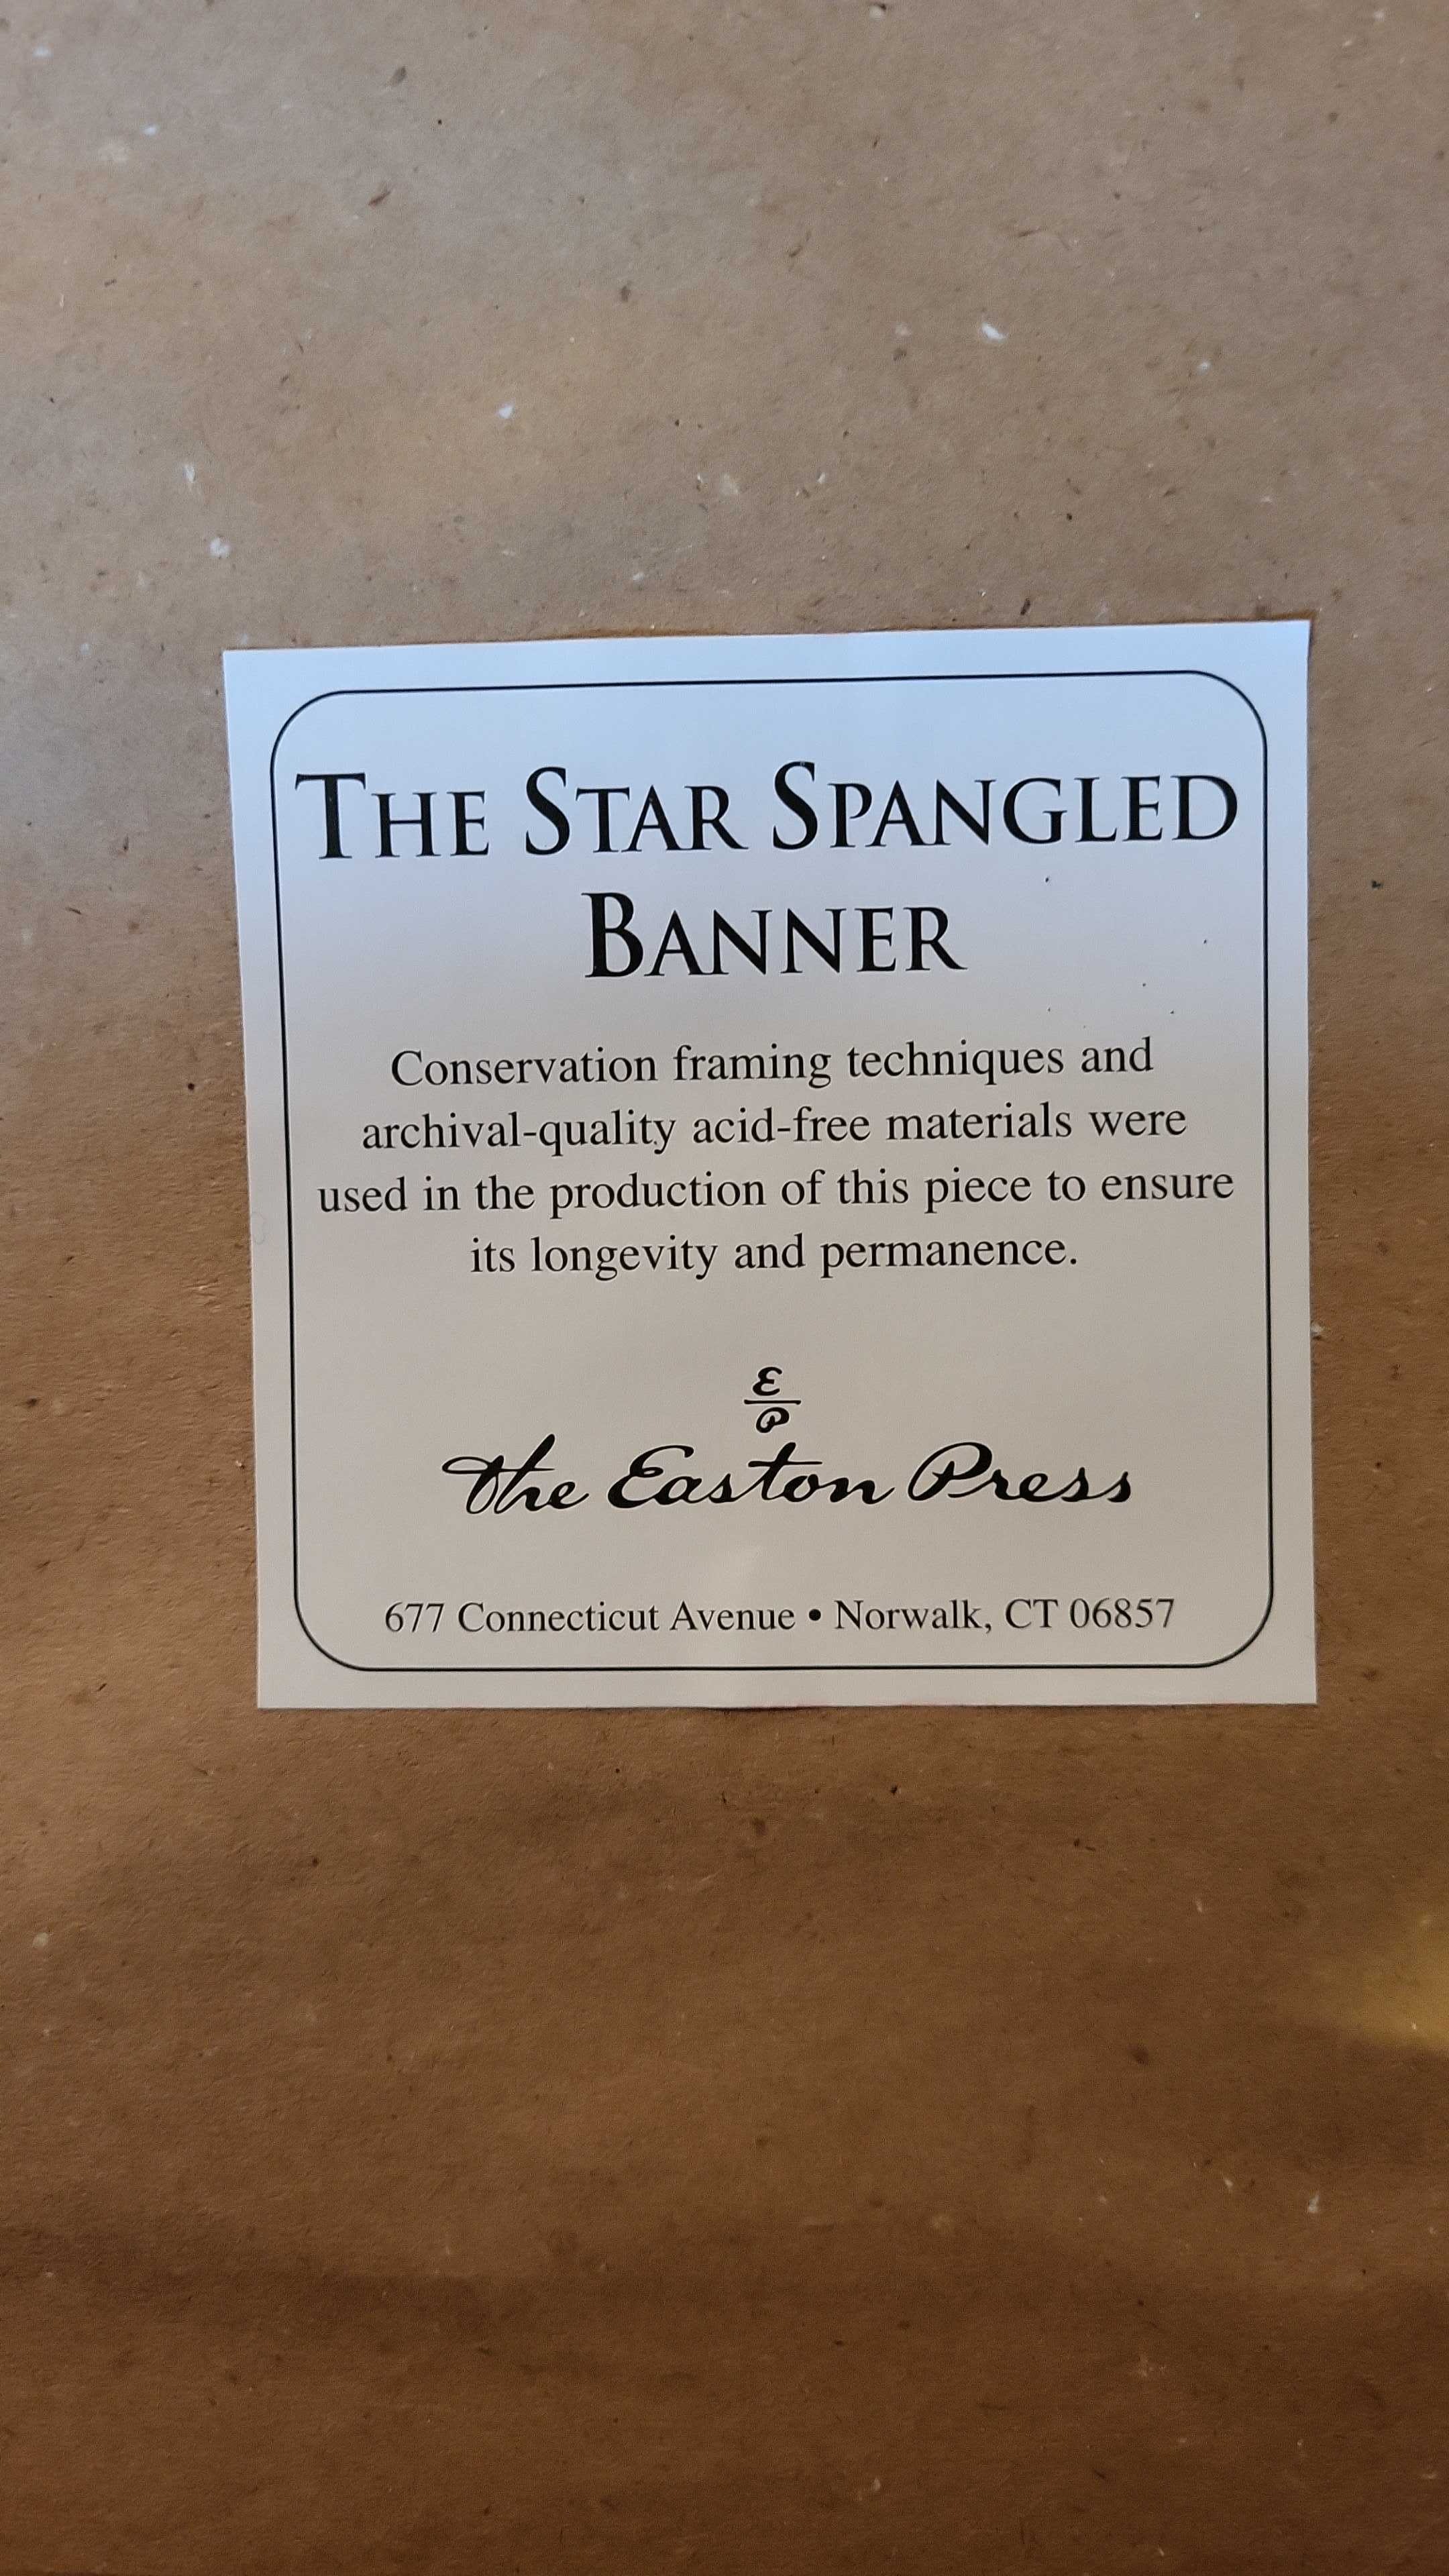 THE STAR SPANGLED
BANNER
Conservation framing techniques and
archival-quality acid-free materials were
used in the production of this piece to ensure
its longevity and permanence.
E
P
The Easton Press
677 Connecticut Avenue • Norwalk, CT 06857